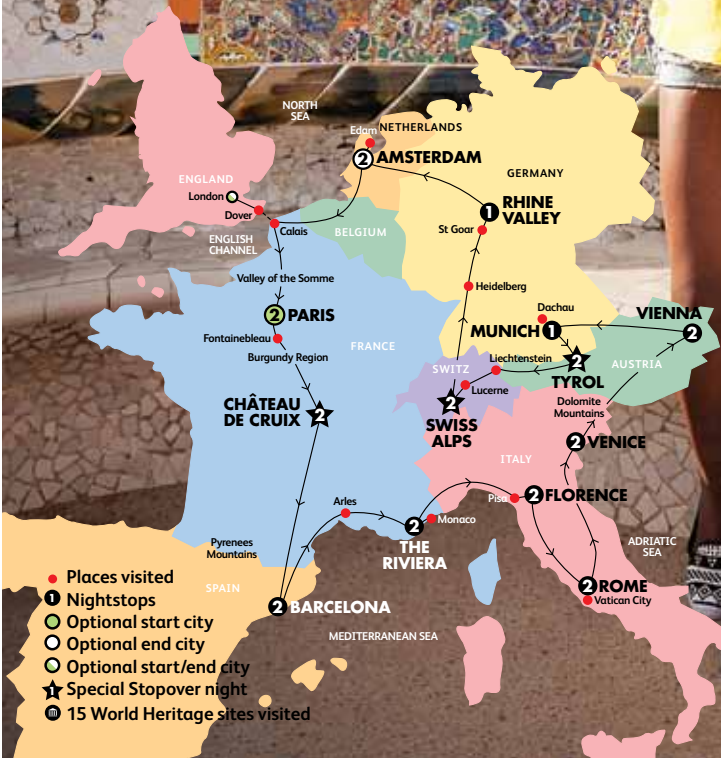 NORTH
SEA
Edam
NETHERLANDS
2
AMSTERDAM
GERMANY
ENGLAND
London
Dover
Calais
ENGLISH
CHANNEL
BELGIUM
1
RHINE
VALLEY
St Goar
Valley of the Somme
Heidelberg
2
PARIS
Dachau
MUNICH
1
VIENNA
2
Fontainebleau
Burgundy Region
FRANCE
Liechtenstein
SWITZ
Lucerne
2
TYROL
AUSTRIA
CHÂTEAU
DE CRUIX
2
2
SWISS
ALPS
Dolomite
Mountains
2
VENICE
ITALY
Pisa
2
FLORENCE
Arles
2
Monaco
THE
RIVIERA
Pyrenees
Mountains
ADRIATIC
SEA
SPAIN
2
BARCELONA
2
ROME
Vatican City
MEDITERRANEAN SEA
Places visited
1
Nightstops
Optional start city
Optional end city
Optional start/end city
1
Special Stopover night
15 World Heritage sites visited